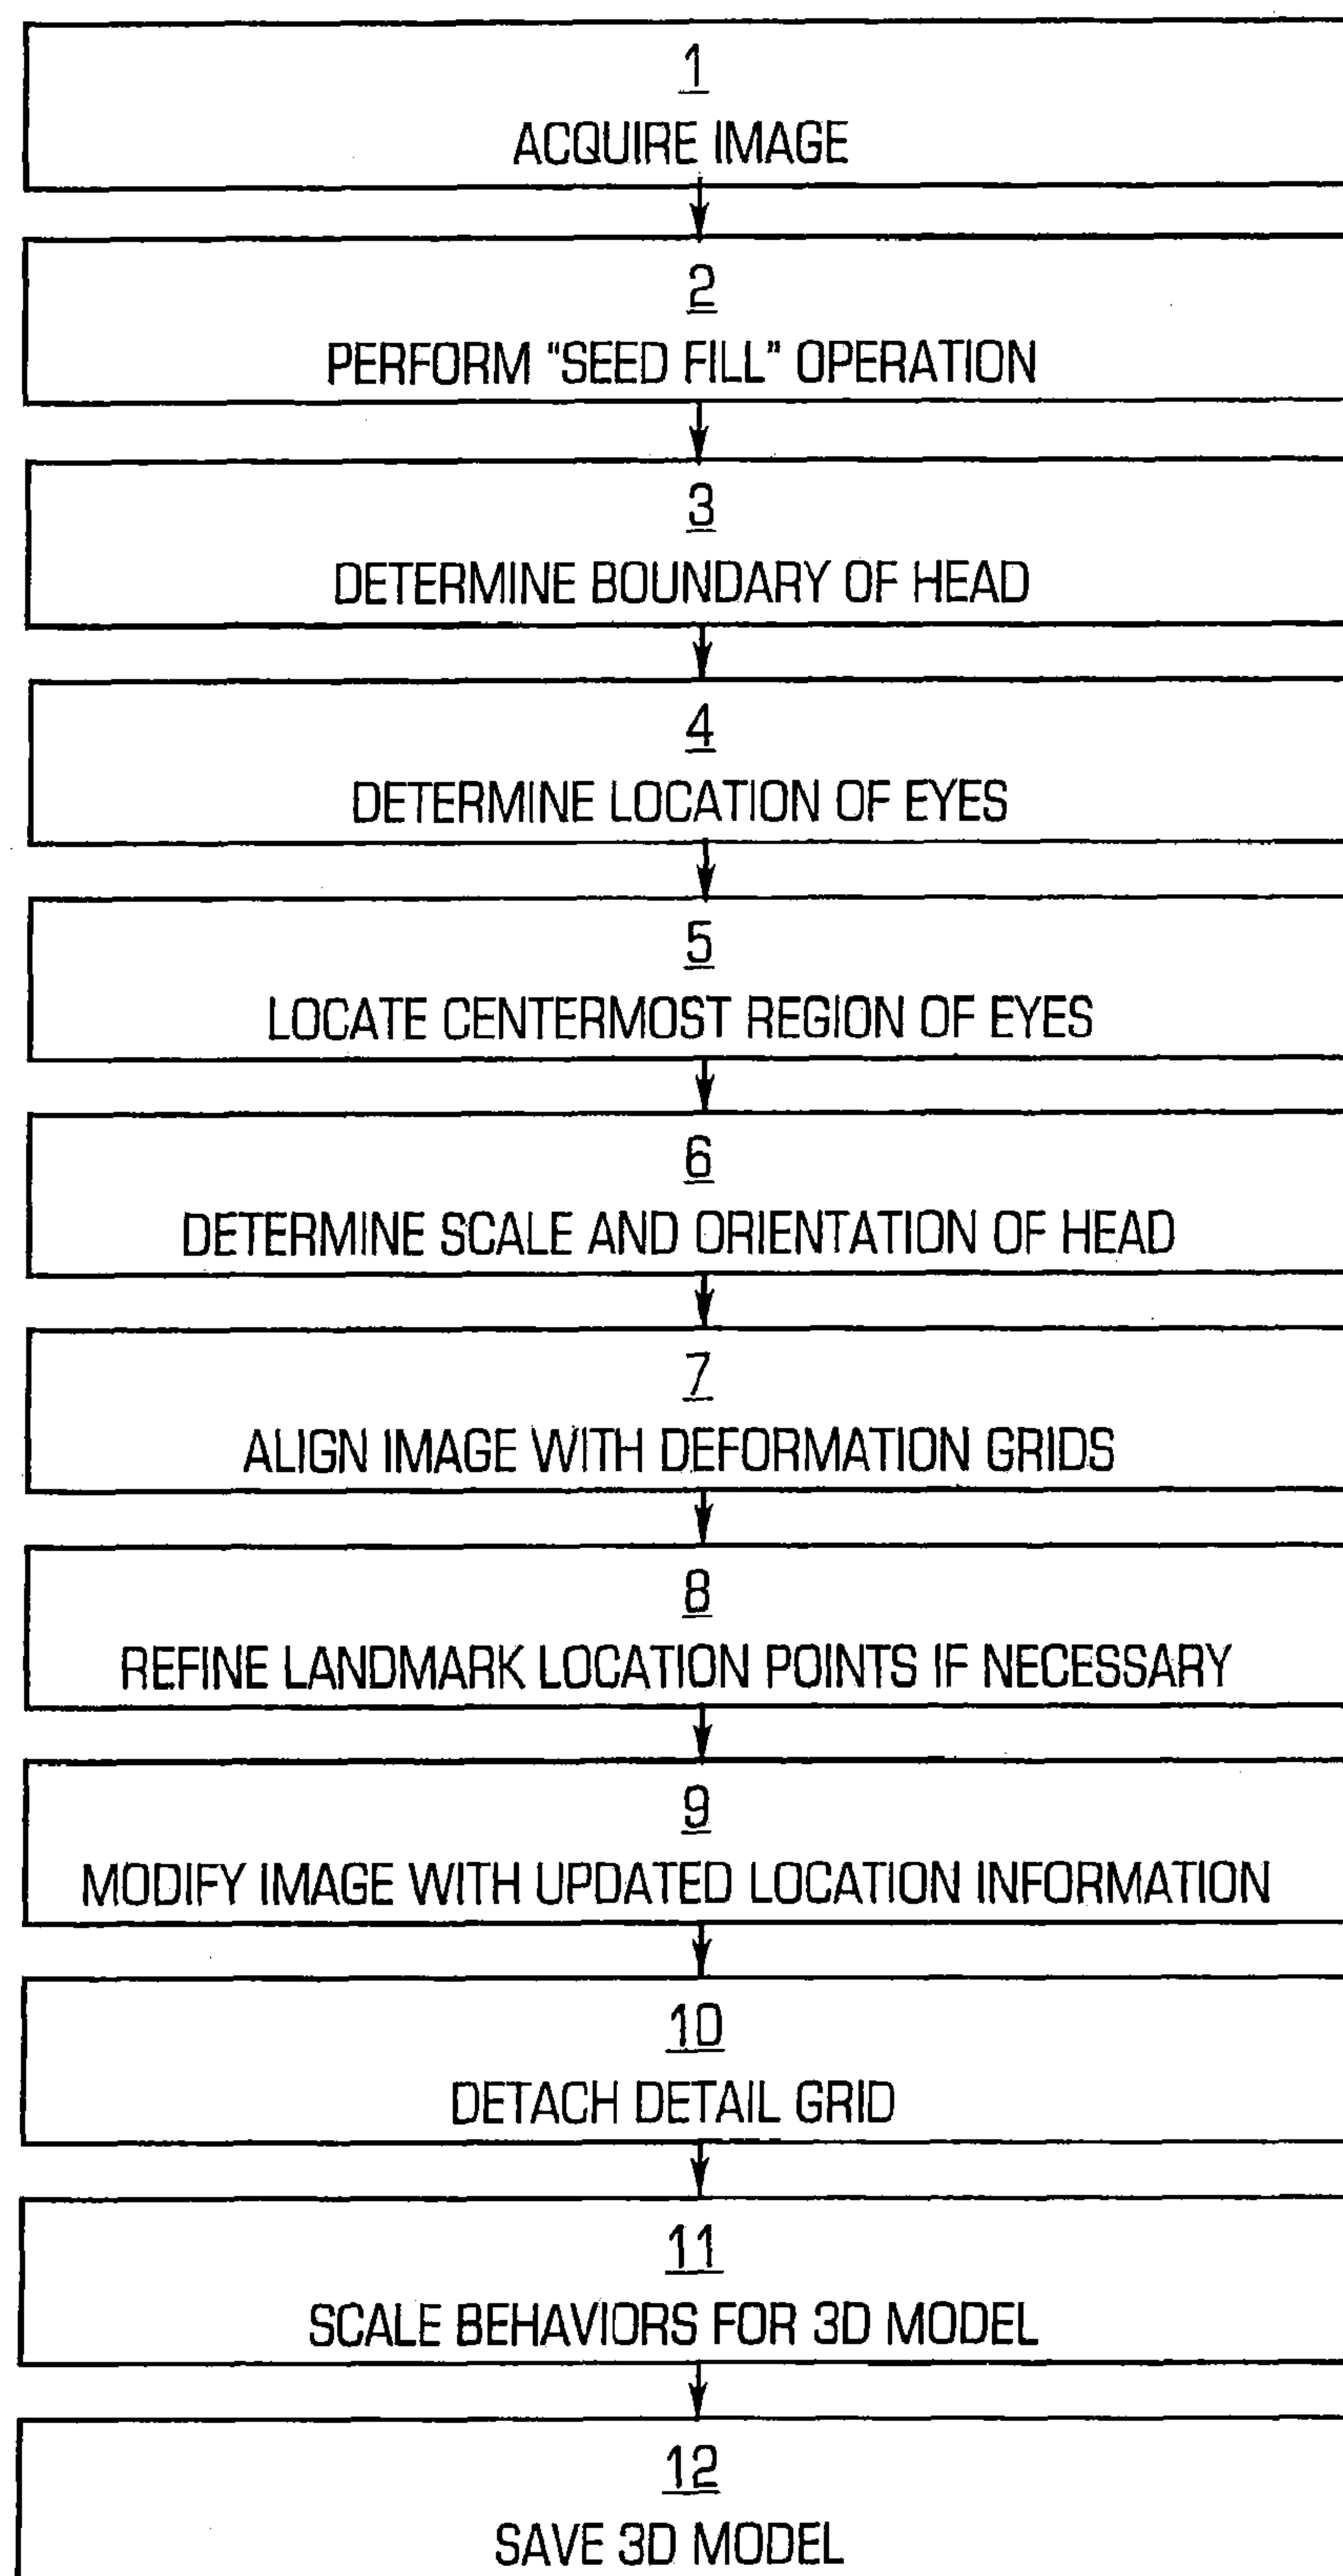 1
ACQUIRE IMAGE
2
PERFORM "SEED FILL" OPERATION
3
DETERMINE BOUNDARY OF HEAD
4
DETERMINE LOCATION OF EYES
5
LOCATE CENTERMOST REGION OF EYES
6
DETERMINE SCALE AND ORIENTATION OF HEAD
7
ALIGN IMAGE WITH DEFORMATION GRIDS
8
REFINE LANDMARK LOCATION POINTS IF NECESSARY
9
MODIFY IMAGE WITH UPDATED LOCATION INFORMATION
10
DETACH DETAIL GRID
11
SCALE BEHAVIORS FOR 3D MODEL
12
SAVE 3D MODEL